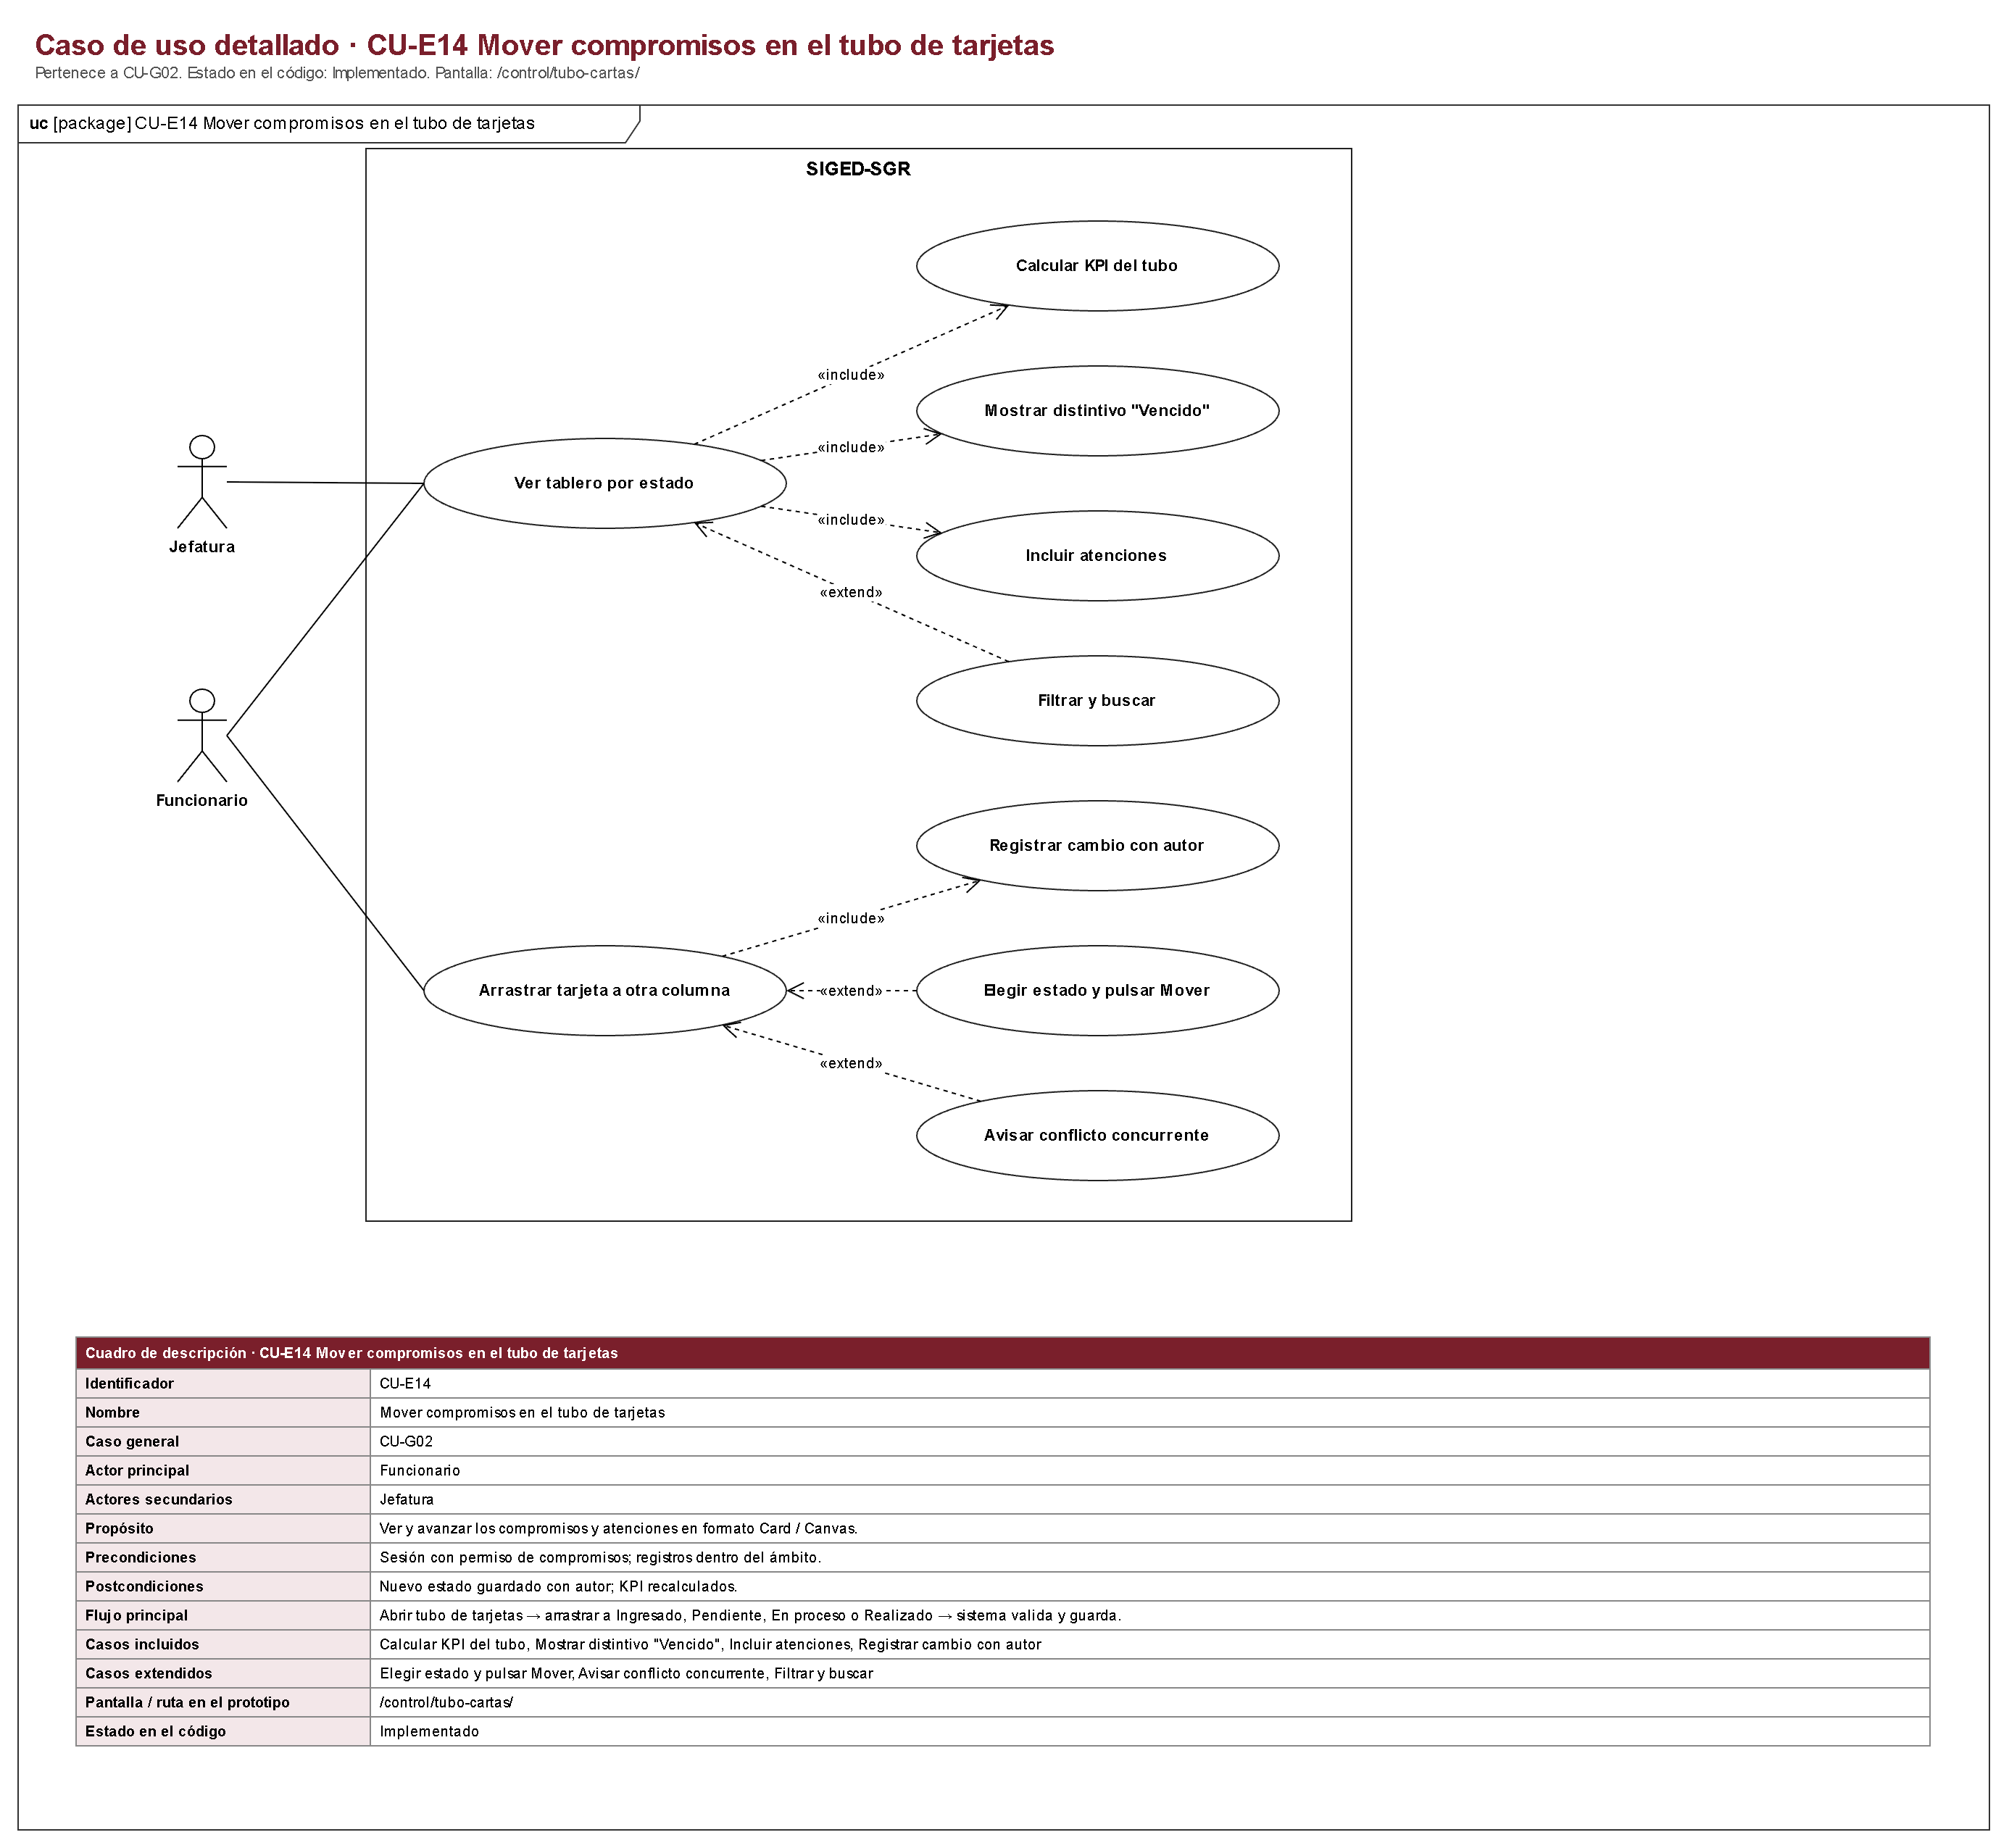 Caso de uso detallado · CU-E14 Mover compromisos en el tubo de tarjetas
Pertenece a CU-G02. Estado en el código: Implementado. Pantalla: /control/tubo-cartas/
uc [package] CU-E14 Mover compromisos en el tubo de tarjetas
SIGED-SGR
Calcular KPI del tubo
«include»
Mostrar distintivo "Vencido"
«include»
Ver tablero por estado
Jefatura
«include»
Incluir atenciones
«extend»
Filtrar y buscar
Funcionario
Registrar cambio con autor
«include»
Arrastrar tarjeta a otra columna
«extend»
Elegir estado y pulsar Mover
«extend»
Avisar conflicto concurrente
Cuadro de descripción · CU-E14 Mover compromisos en el tubo de tarjetas
Identificador CU-E14
Nombre Mover compromisos en el tubo de tarjetas
Caso general CU-G02
Actor principal Funcionario
Actores secundarios Jefatura
Propósito Ver y avanzar los compromisos y atenciones en formato Card / Canvas.
Precondiciones Sesión con permiso de compromisos; registros dentro del ámbito.
Postcondiciones Nuevo estado guardado con autor; KPI recalculados.
Flujo principal Abrir tubo de tarjetas → arrastrar a Ingresado, Pendiente, En proceso o Realizado → sistema valida y guarda.
Casos incluidos Calcular KPI del tubo, Mostrar distintivo "Vencido", Incluir atenciones, Registrar cambio con autor
Casos extendidos Elegir estado y pulsar Mover, Avisar conflicto concurrente, Filtrar y buscar
Pantalla / ruta en el prototipo /control/tubo-cartas/
Estado en el código Implementado